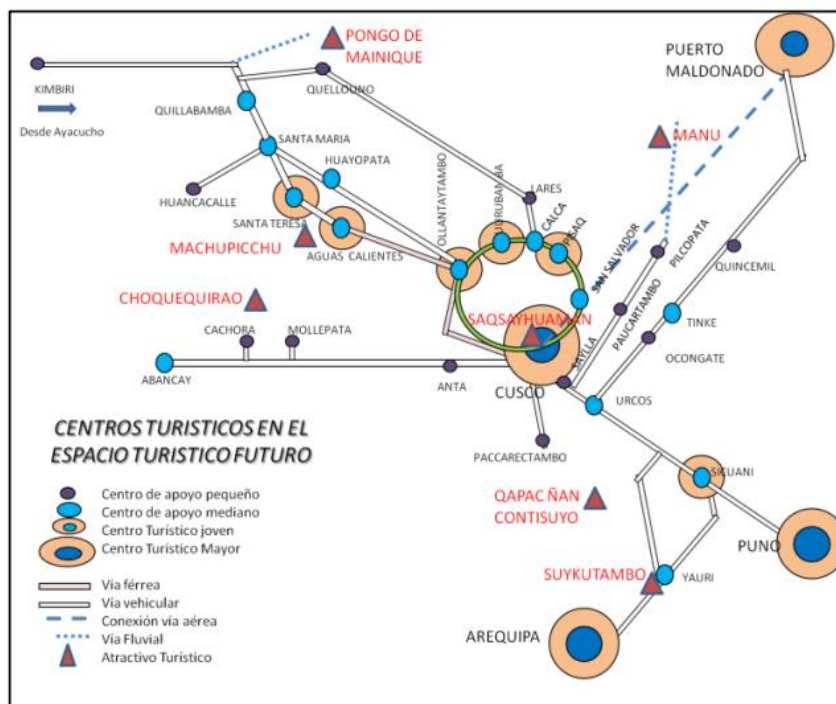 PONGO DE
MAINIQUE
PUERTO
MALDONADO
KIMBIRI
QUELLOUNO
Desde Ayacucho
QUILLABAMBA
SANTA MARIA
HUAYOPATA
MANU
HUANCACALLE
LARES
OLLANTAYTAMBO
URUBAMBA
CALCA
PISAQ
SANTA TERESA
MACHUPICCHU
AGUAS CALIENTES
SAN SALVADOR
PILCOPATA
QUINCEMIL
CHOQUEQUIRAO
SAQSAYHUAMAN
PAUCARTAMBO
TINKE
CACHORA
MOLLEPATA
SAYLLA
OCONGATE
ABANCAY
ANTA
CUSCO
URCOS
CENTROS TURISTICOS EN EL
ESPACIO TURISTICO FUTURO
PACCARECTAMBO
SICUANI
Centro de apoyo pequeño
Centro de apoyo mediano
Centro Turístico joven
Centro Turístico Mayor
QAPAC ÑAN
CONTISUYO
PUNO
SUYKUTAMBO
YAURI
Vía férrea
Vía vehicular
Conexión vía aérea
Vía Fluvial
Atractivo Turístico
AREQUIPA